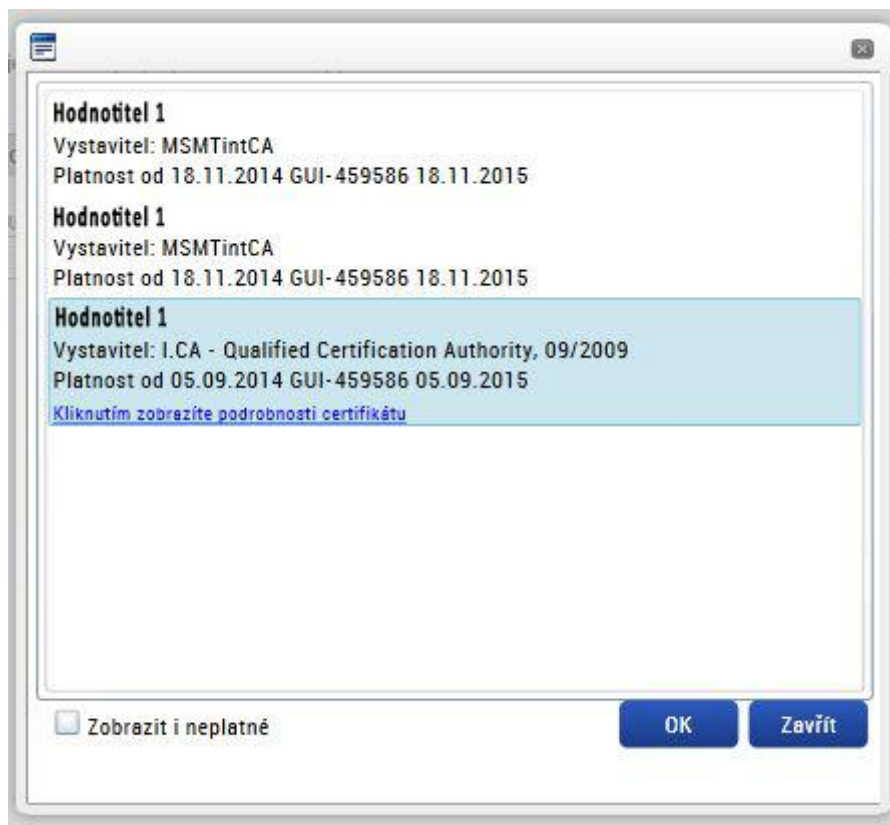 Hodnotitel 1
Vystavitel: MSMTintCA
Platnost od 18.11.2014 GUI-459586 18.11.2015
Hodnotitel 1
Vystavitel: MSMTintCA
Platnost od 18.11.2014 GUI-459586 18.11.2015
Hodnotitel 1
Vystavitel: I.CA - Qualified Certification Authority, 09/2009
Platnost od 05.09.2014 GUI-459586 05.09.2015
Kliknutím zobrazíte podrobnosti certifikátu
Zobrazit i neplatné
OK
Zavřít